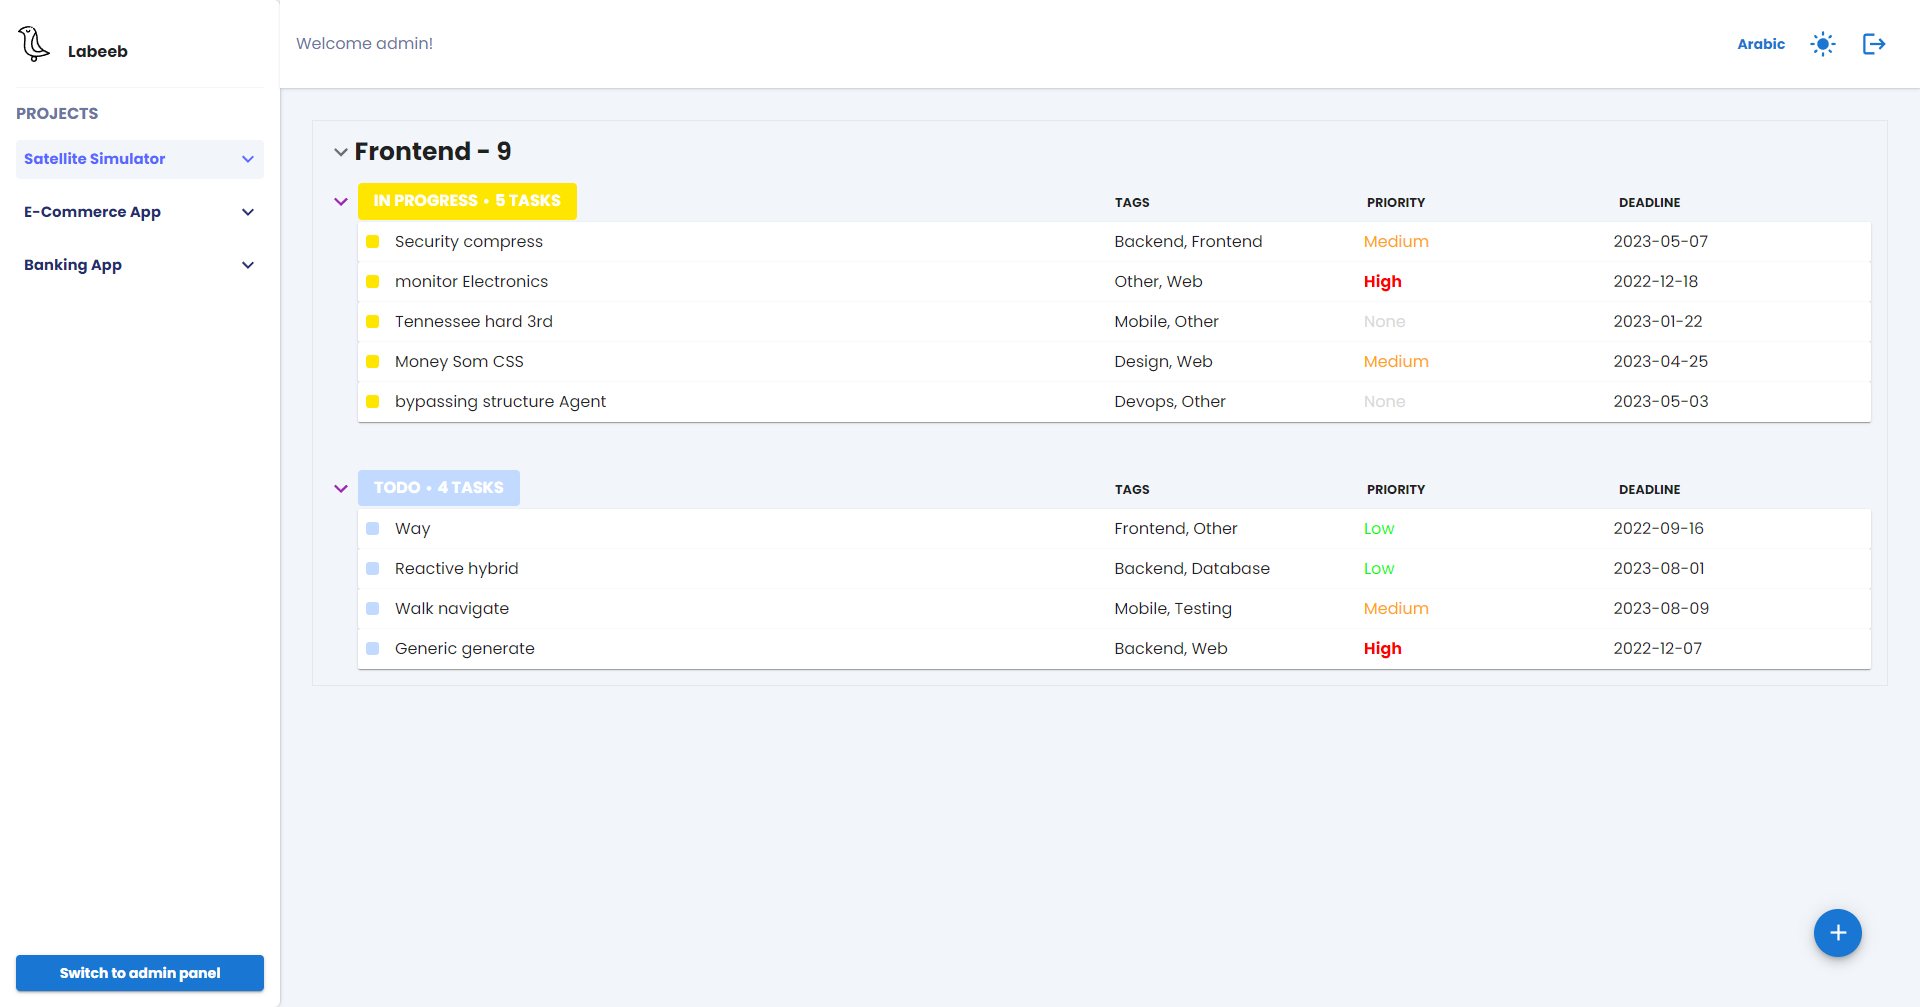 Labeeb
Welcome admin!
Arabic
PROJECTS
Satellite Simulator
E-Commerce App
Banking App
Frontend - 9
IN PROGRESS • 5 TASKS TAGS PRIORITY DEADLINE
Security compress Backend, Frontend Medium 2023-05-07
monitor Electronics Other, Web High 2022-12-18
Tennessee hard 3rd Mobile, Other None 2023-01-22
Money Som CSS Design, Web Medium 2023-04-25
bypassing structure Agent Devops, Other None 2023-05-03
TODO • 4 TASKS TAGS PRIORITY DEADLINE
Way Frontend, Other Low 2022-09-16
Reactive hybrid Backend, Database Low 2023-08-01
Walk navigate Mobile, Testing Medium 2023-08-09
Generic generate Backend, Web High 2022-12-07
Switch to admin panel